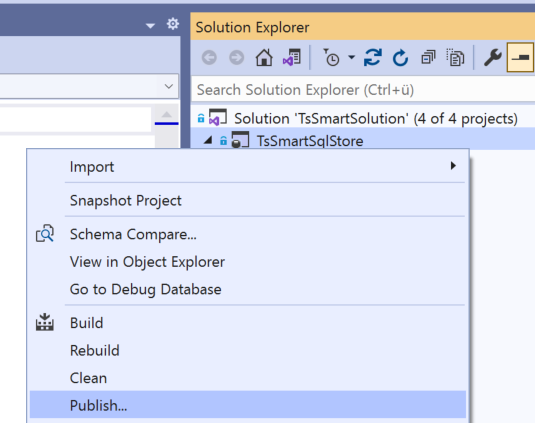 Solution Explorer
Search Solution Explorer (Ctrl+ü)
Solution 'TsSmartSolution' (4 of 4 projects)
TsSmartSqlStore
Import
Snapshot Project
Schema Compare...
View in Object Explorer
Go to Debug Database
Build
Rebuild
Clean
Publish...